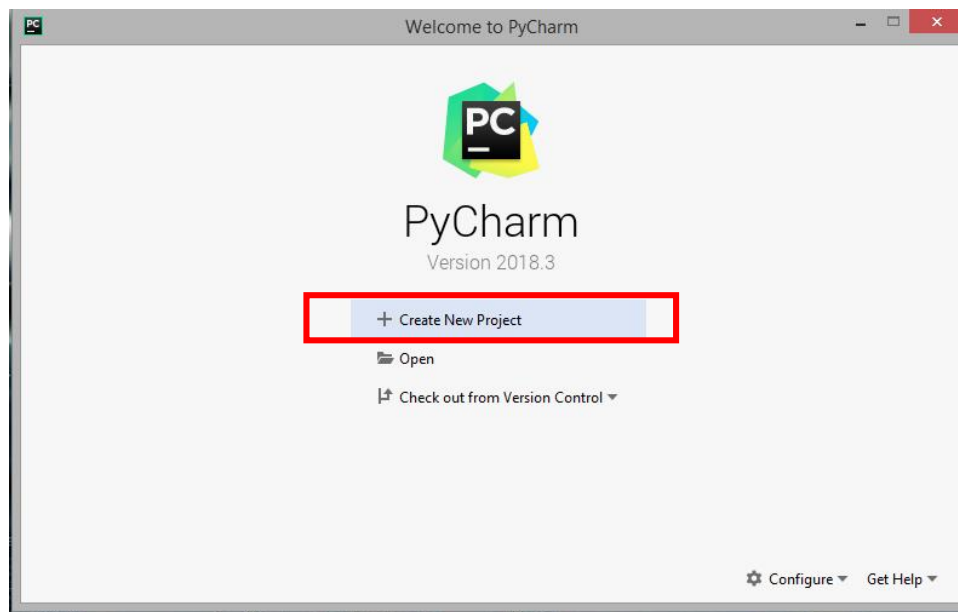 PC
Welcome to PyCharm
PC
PyCharm
Version 2018.3
Create New Project
Open
Check out from Version Control
Configure
Get Help